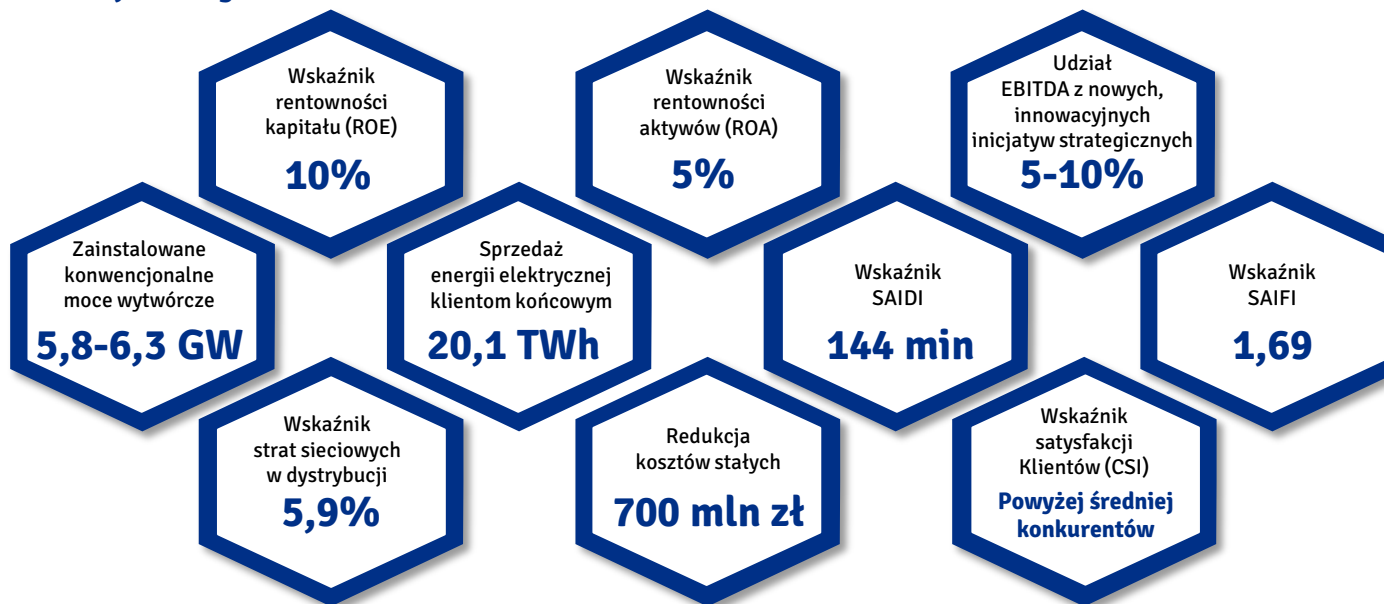 Wskaźnik
rentowności
kapitału (ROE)
10%
Wskaźnik
rentowności
aktywów (ROA)
5%
Udział
EBITDA z nowych,
innowacyjnych
inicjatyw strategicznych
5-10%
Zainstalowane
konwencjonalne
moce wytwórcze
5,8-6,3 GW
Sprzedaż
energii elektrycznej
klientom końcowym
20,1 TWh
Wskaźnik
SAIDI
144 min
Wskaźnik
SAIFI
1,69
Wskaźnik
strat sieciowych
w dystrybucji
5,9%
Redukcja
kosztów stałych
700 mln zł
Wskaźnik
satysfakcji
Klientów (CSI)
Powyżej średniej
konkurentów